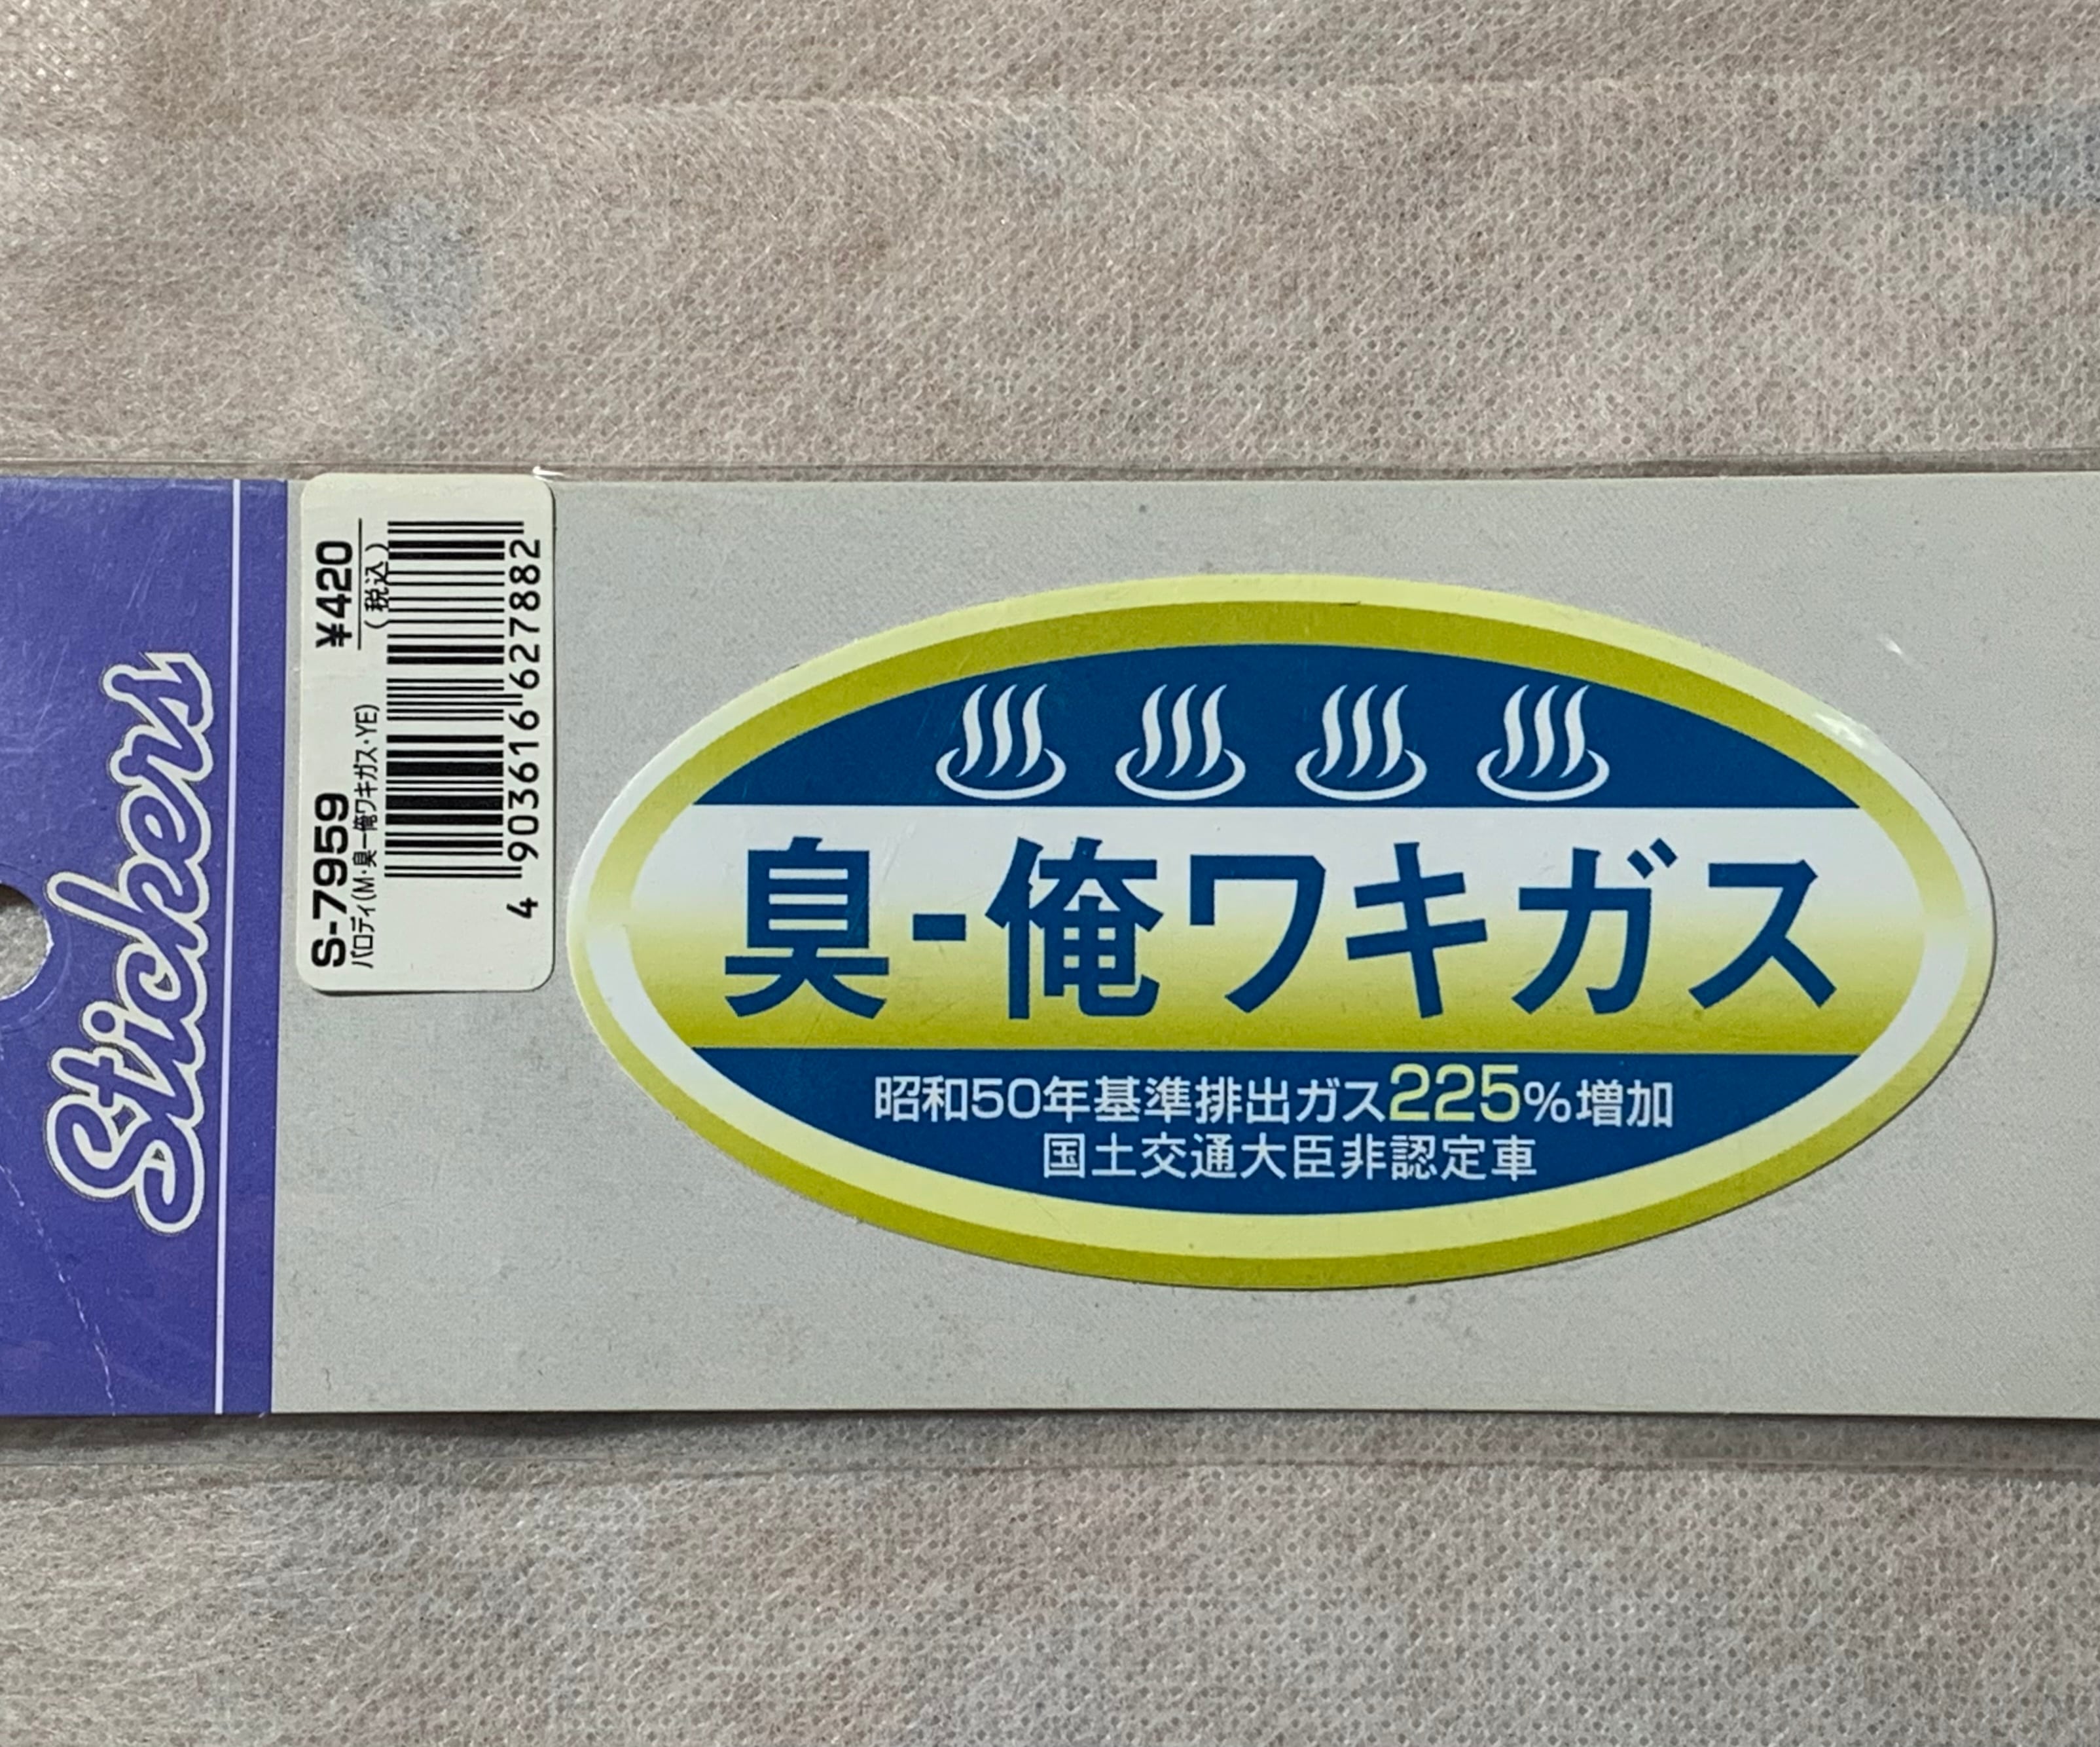 Stickers
S-7959 ¥420
パロディ(M・臭ー俺ワキガス・YE) (税込)
4 903616 627882
臭-俺ワキガス
昭和50年基準排出ガス225%増加
国土交通大臣非認定車